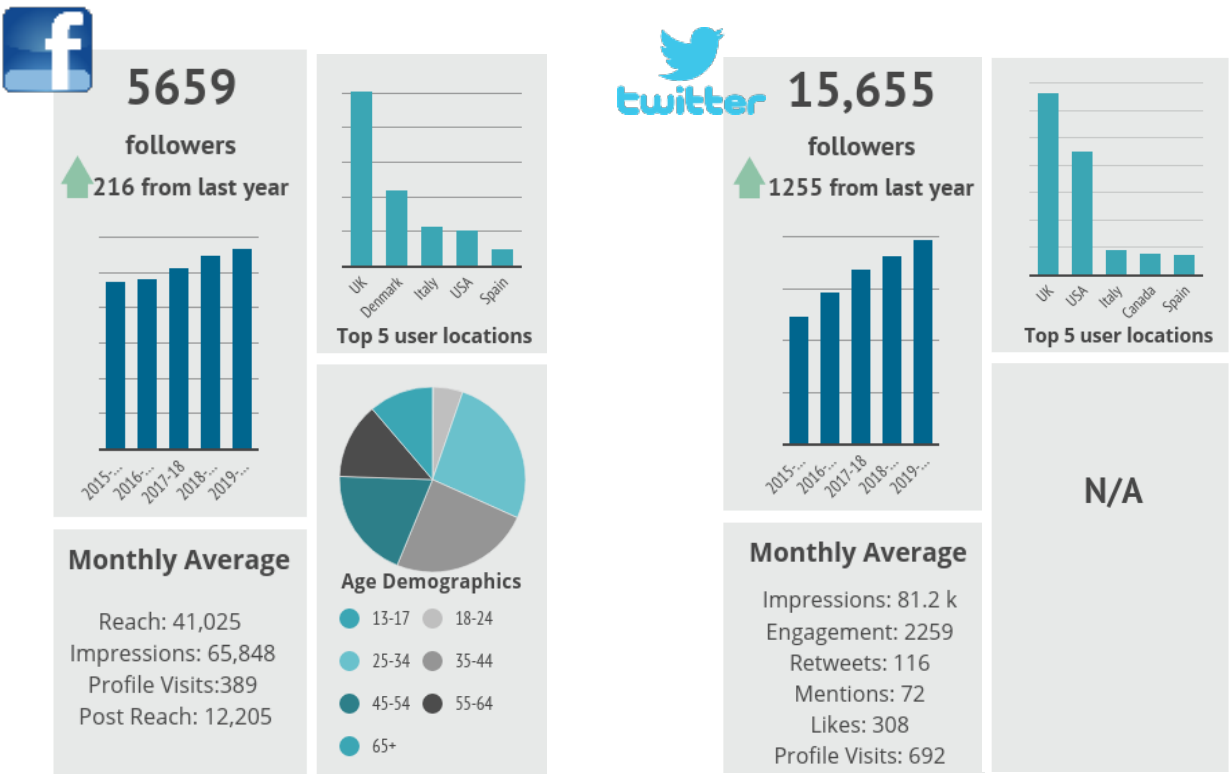 f
5659
followers
216 from last year
2015-...
2016-...
2017-18
2018-...
2019-...
Monthly Average
Reach: 41,025
Impressions: 65,848
Profile Visits:389
Post Reach: 12,205
UK
Denmark
Italy
USA
Spain
Top 5 user locations
Age Demographics
13-17 18-24
25-34 35-44
45-54 55-64
65+
twitter
15,655
followers
1255 from last year
2015-...
2016-...
2017-18
2018-...
2019-...
Monthly Average
Impressions: 81.2 k
Engagement: 2259
Retweets: 116
Mentions: 72
Likes: 308
Profile Visits: 692
UK
USA
Italy
Canada
Spain
Top 5 user locations
N/A